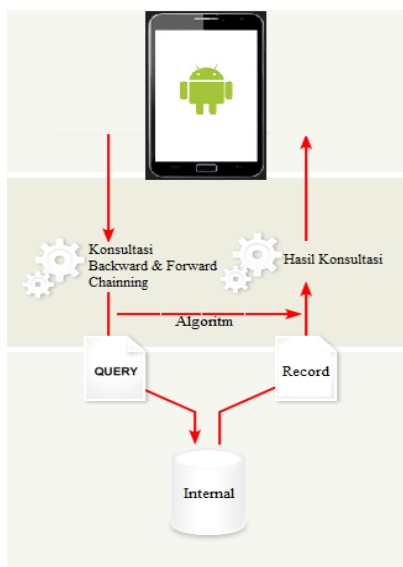 Konsultasi
Backward & Forward
Chainning
Hasil Konsultasi
Algoritm
QUERY
Record
Internal